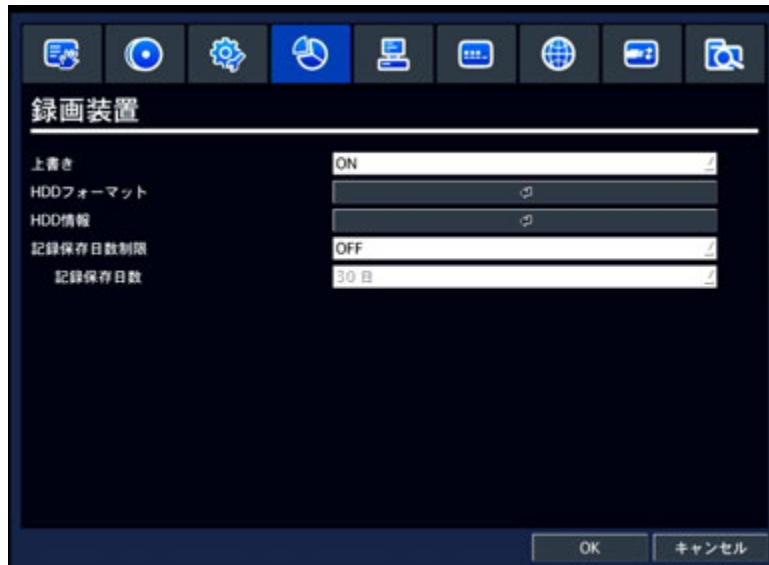 録画装置
上書き ON
HDDフォーマット
HDD情報
記録保存日数制限 OFF
記録保存日数 30 日
OK キャンセル